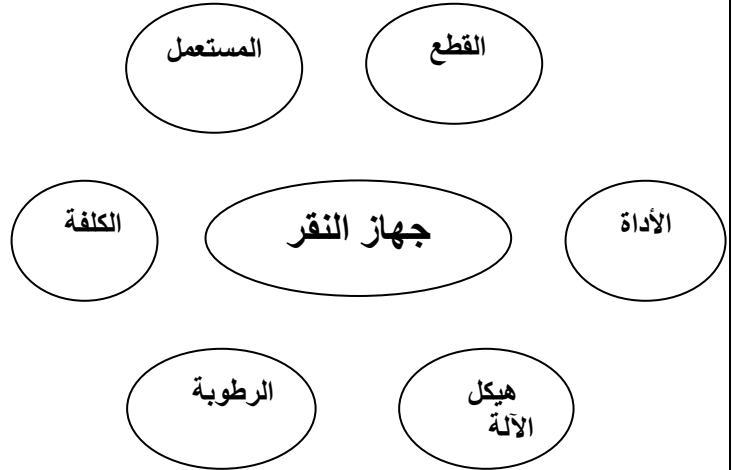 القطع
المستعمل
الأداة
جهاز النقر
الكلفة
هيكل
الآلة
الرطوبة